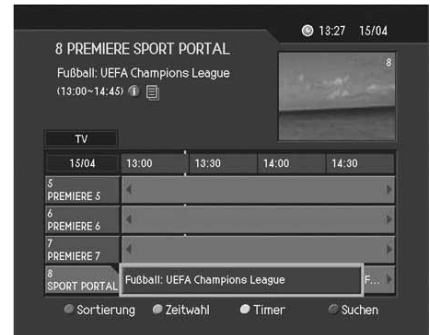 13:27 15/04
8 PREMIERE SPORT PORTAL
Fußball: UEFA Champions League
(13:00~14:45)
8
TV
15/04 13:00 13:30 14:00 14:30
5
PREMIERE 5
6
PREMIERE 6
7
PREMIERE 7
8
SPORT PORTAL Fußball: UEFA Champions League F...
Sortierung Zeitwahl Timer Suchen